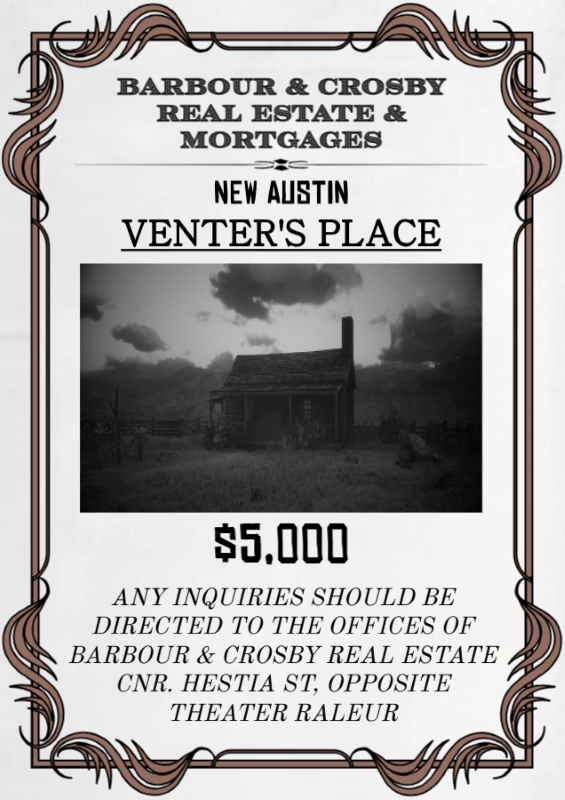 BARBOUR & CROSBY
REAL ESTATE &
MORTGAGES
NEW AUSTIN
VENTER'S PLACE
$5,000
ANY INQUIRIES SHOULD BE
DIRECTED TO THE OFFICES OF
BARBOUR & CROSBY REAL ESTATE
CNR. HESTIA ST, OPPOSITE
THEATER RALEUR